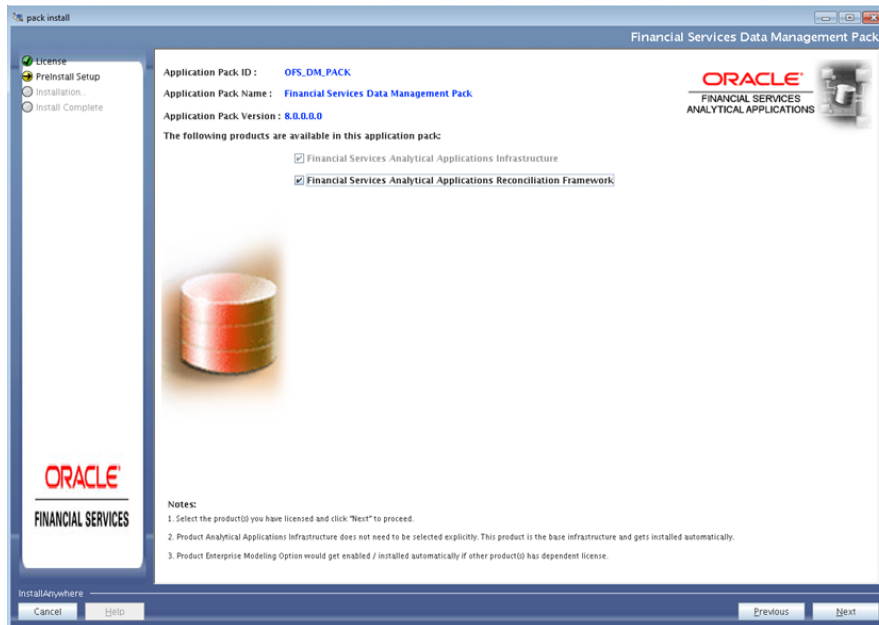 pack install
Financial Services Data Management Pack
License
Preinstall Setup
Installation..
Install Complete
Application Pack ID : OFS_DM_PACK
Application Pack Name : Financial Services Data Management Pack
Application Pack Version : 8.0.0.0.0
The following products are available in this application pack:
Financial Services Analytical Applications Infrastructure
Financial Services Analytical Applications Reconciliation Framework
ORACLE'
FINANCIAL SERVICES
ANALYTICAL APPLICATIONS
ORACLE'
FINANCIAL SERVICES
Notes:
1. Select the product(s) you have licensed and click "Next" to proceed.
2. Product Analytical Applications Infrastructure does not need to be selected explicitly. This product is the base infrastructure and gets installed automatically.
3. Product Enterprise Modeling Option would get enabled / installed automatically if other product(s) has dependent license.
InstallAnywhere
Cancel Help Previous Next